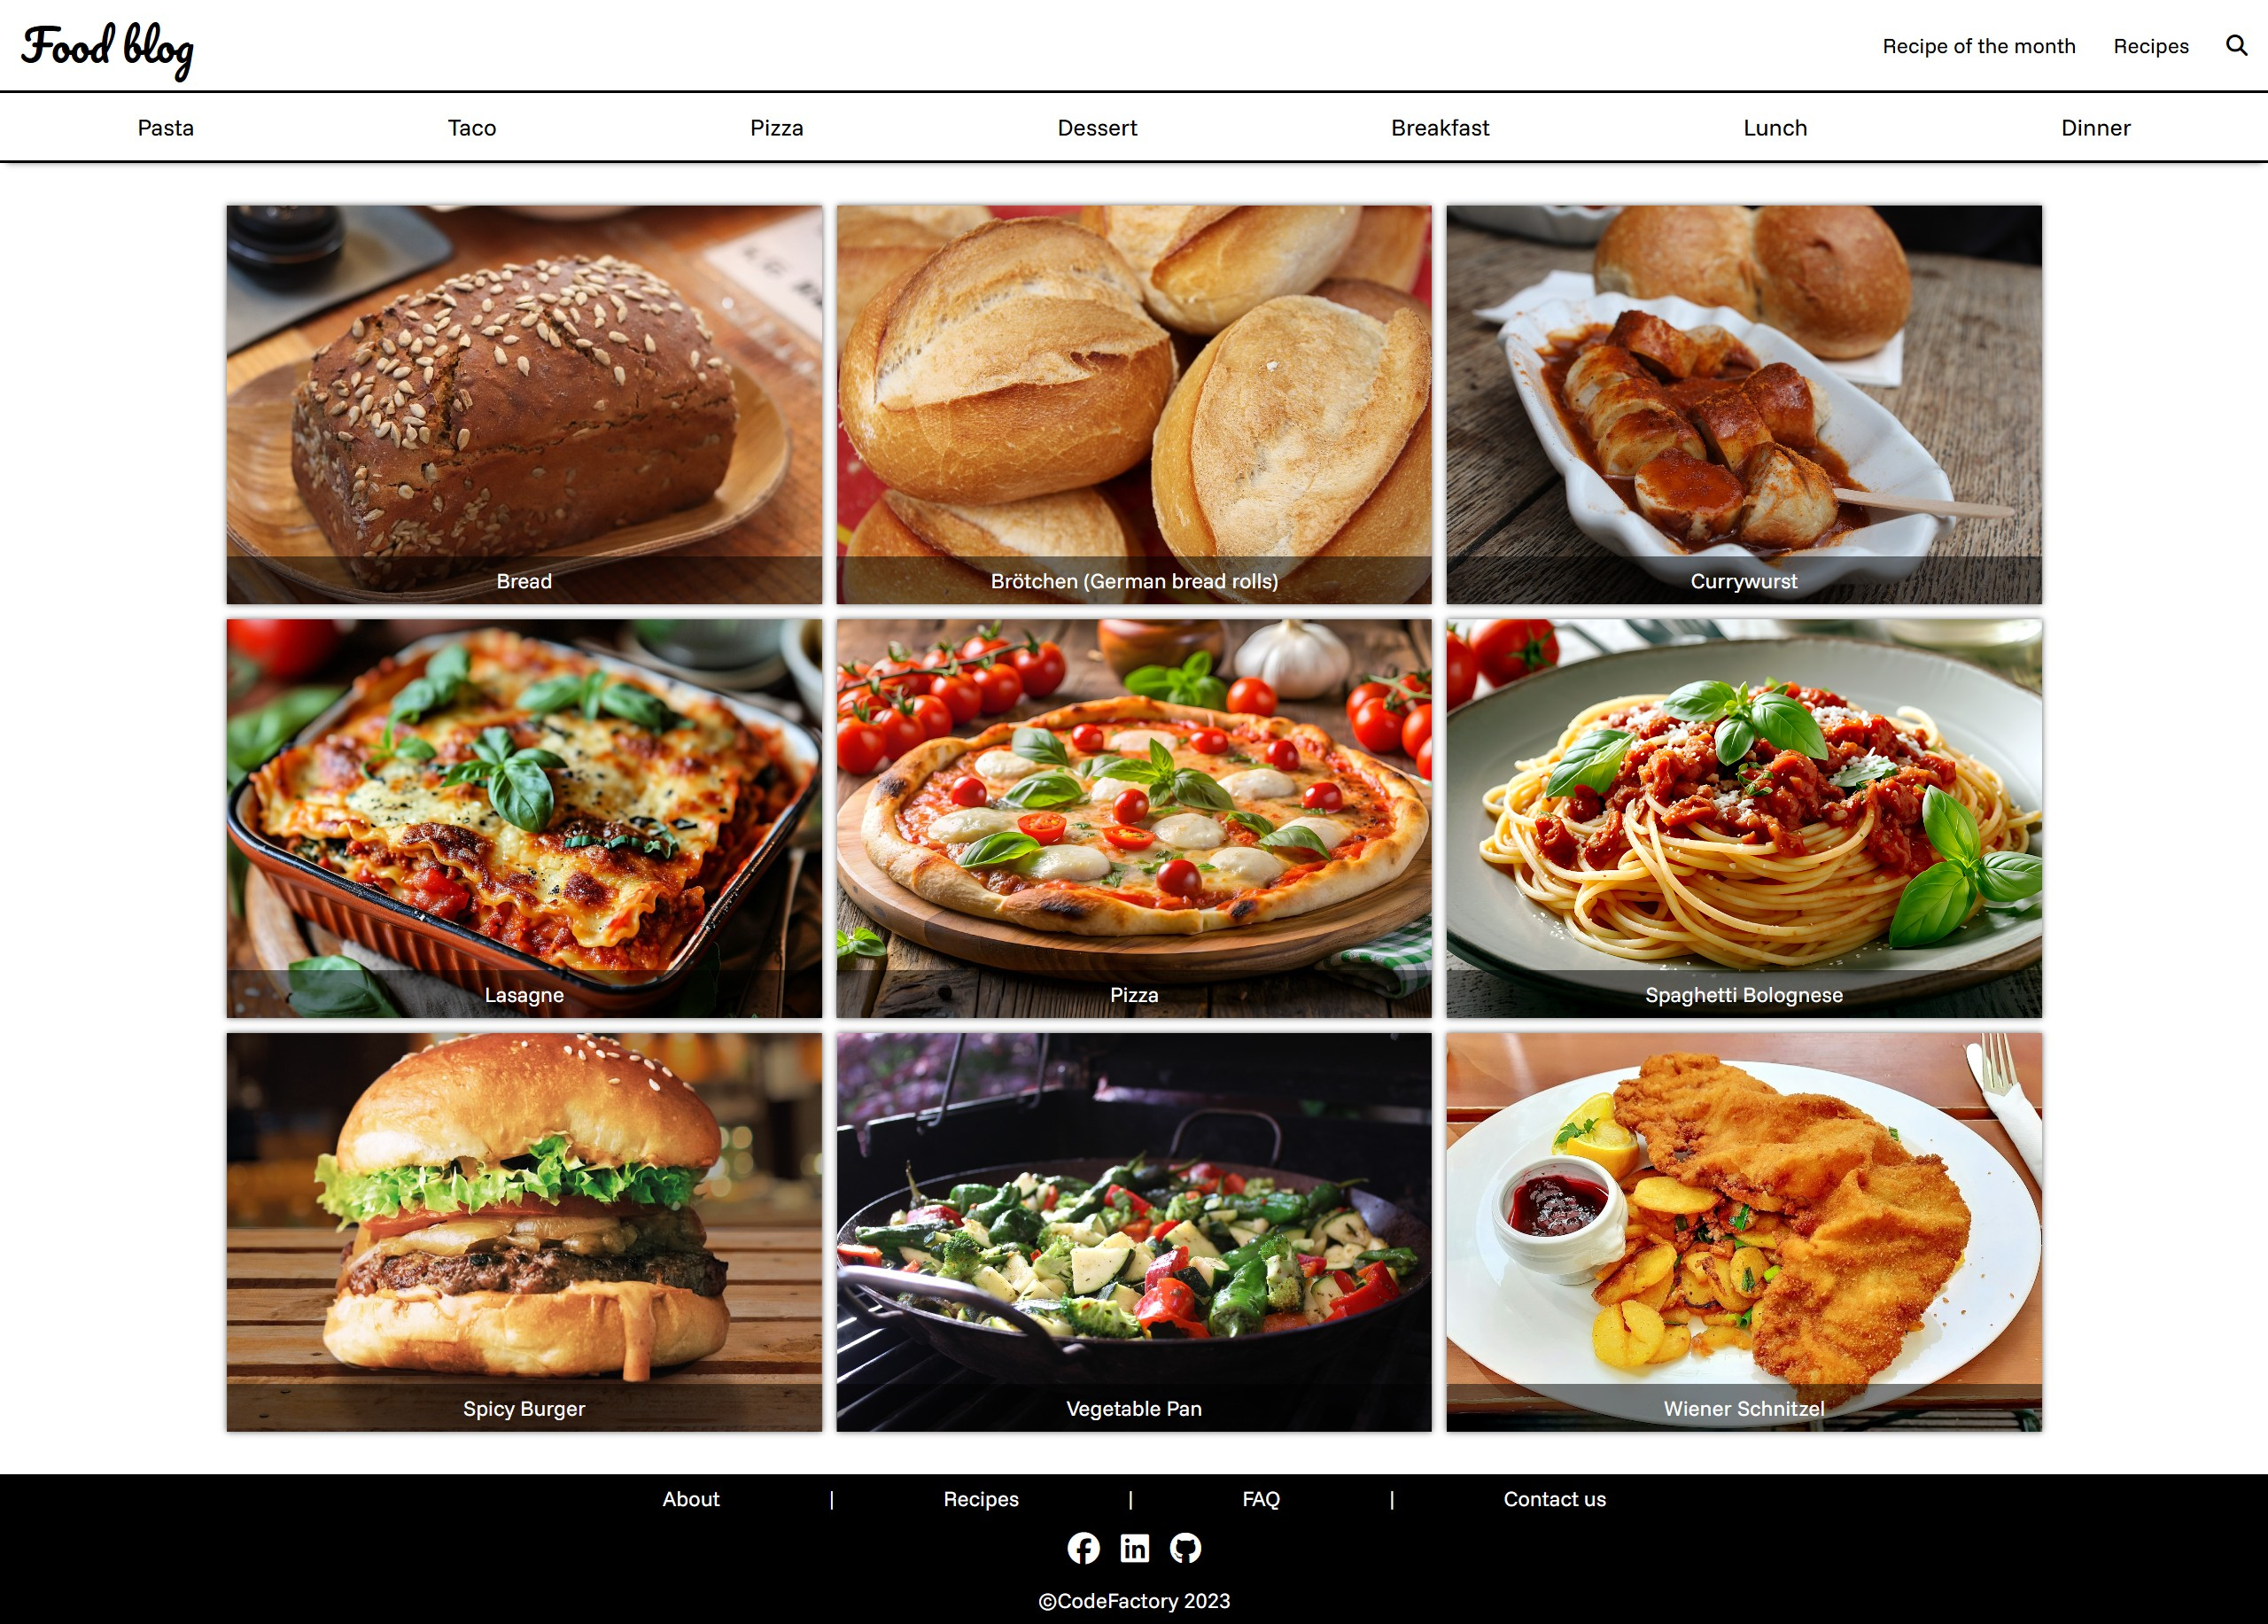 Food blog
Recipe of the month Recipes
Pasta Taco Pizza Dessert Breakfast Lunch Dinner
Bread Brötchen (German bread rolls) Currywurst
Lasagne Pizza Spaghetti Bolognese
Spicy Burger Vegetable Pan Wiener Schnitzel
About | Recipes | FAQ | Contact us
©CodeFactory 2023